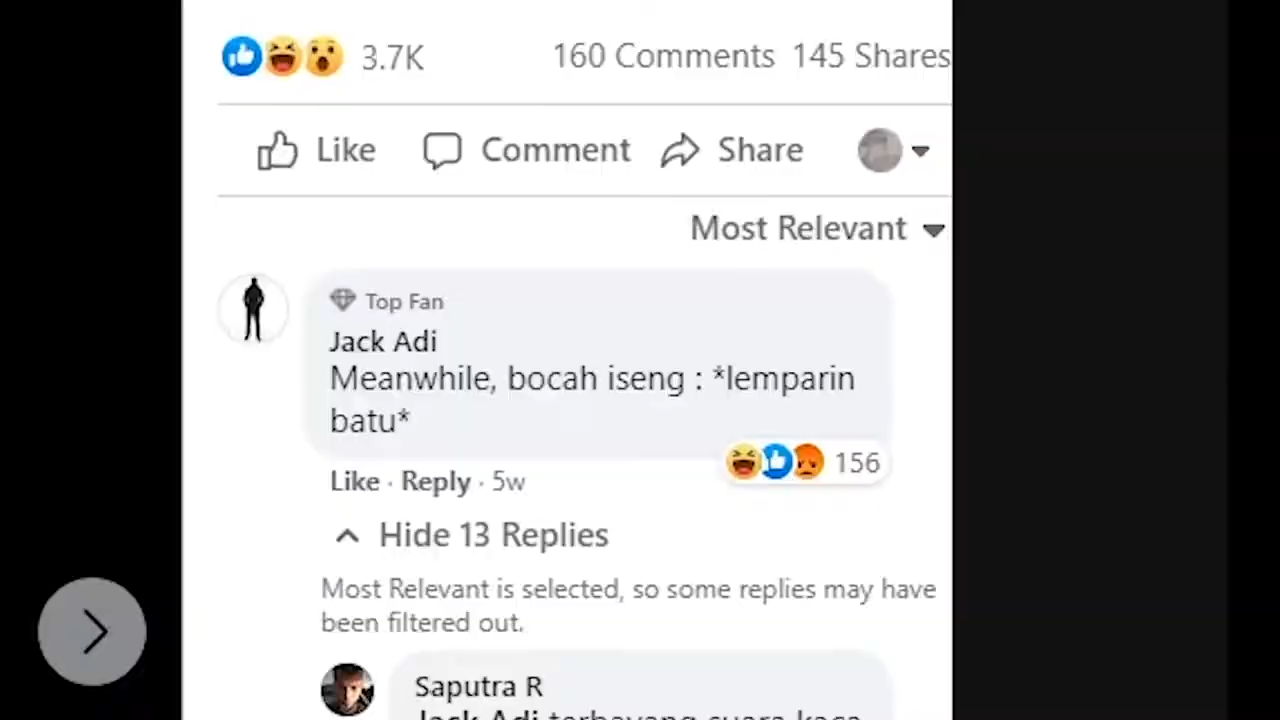 3.7K 160 Comments 145 Shares
Like Comment Share
Most Relevant
Top Fan
Jack Adi
Meanwhile, bocah iseng : *lemparin
batu*
156
Like · Reply · 5w
Hide 13 Replies
Most Relevant is selected, so some replies may have
been filtered out.
Saputra R
Jack Adi terbayang suara kaca